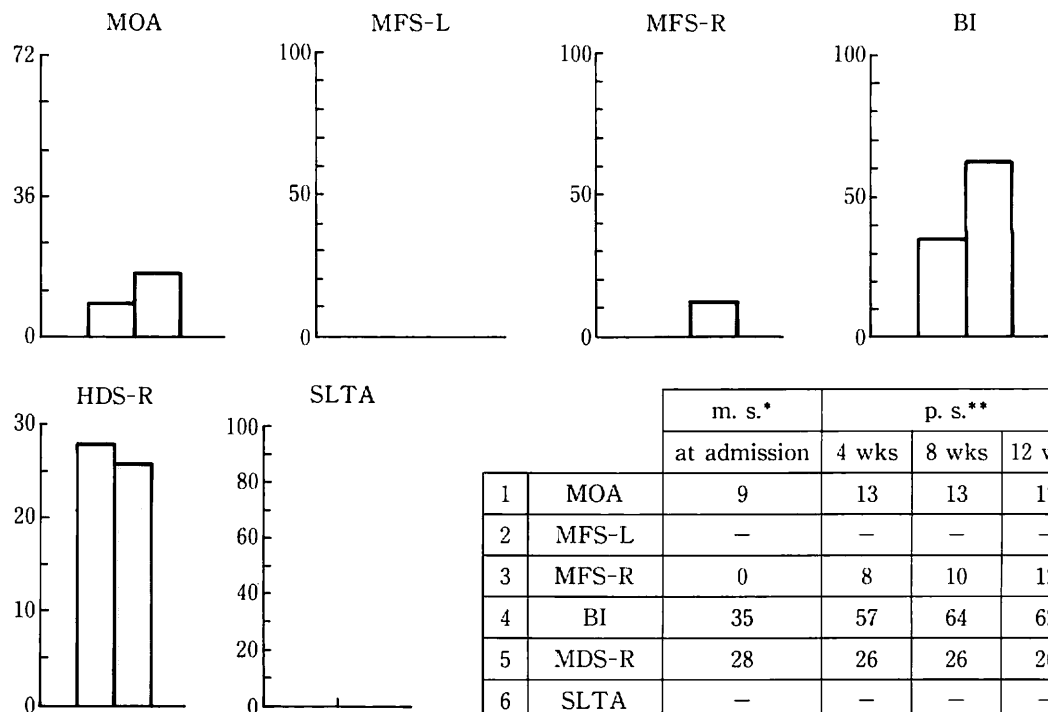 MOA
72
36
0
MFS-L
100
50
0
MFS-R
100
50
0
BI
100
50
0
HDS-R
30
20
10
0
SLTA
100
80
60
40
20
0
m. s.* p. s.**
at admission 4 wks 8 wks 12
1 MOA 9 13 13
2 MFS-L – – – –
3 MFS-R 0 8 10
4 BI 35 57 64
5 MDS-R 28 26 26
6 SLTA – – – –